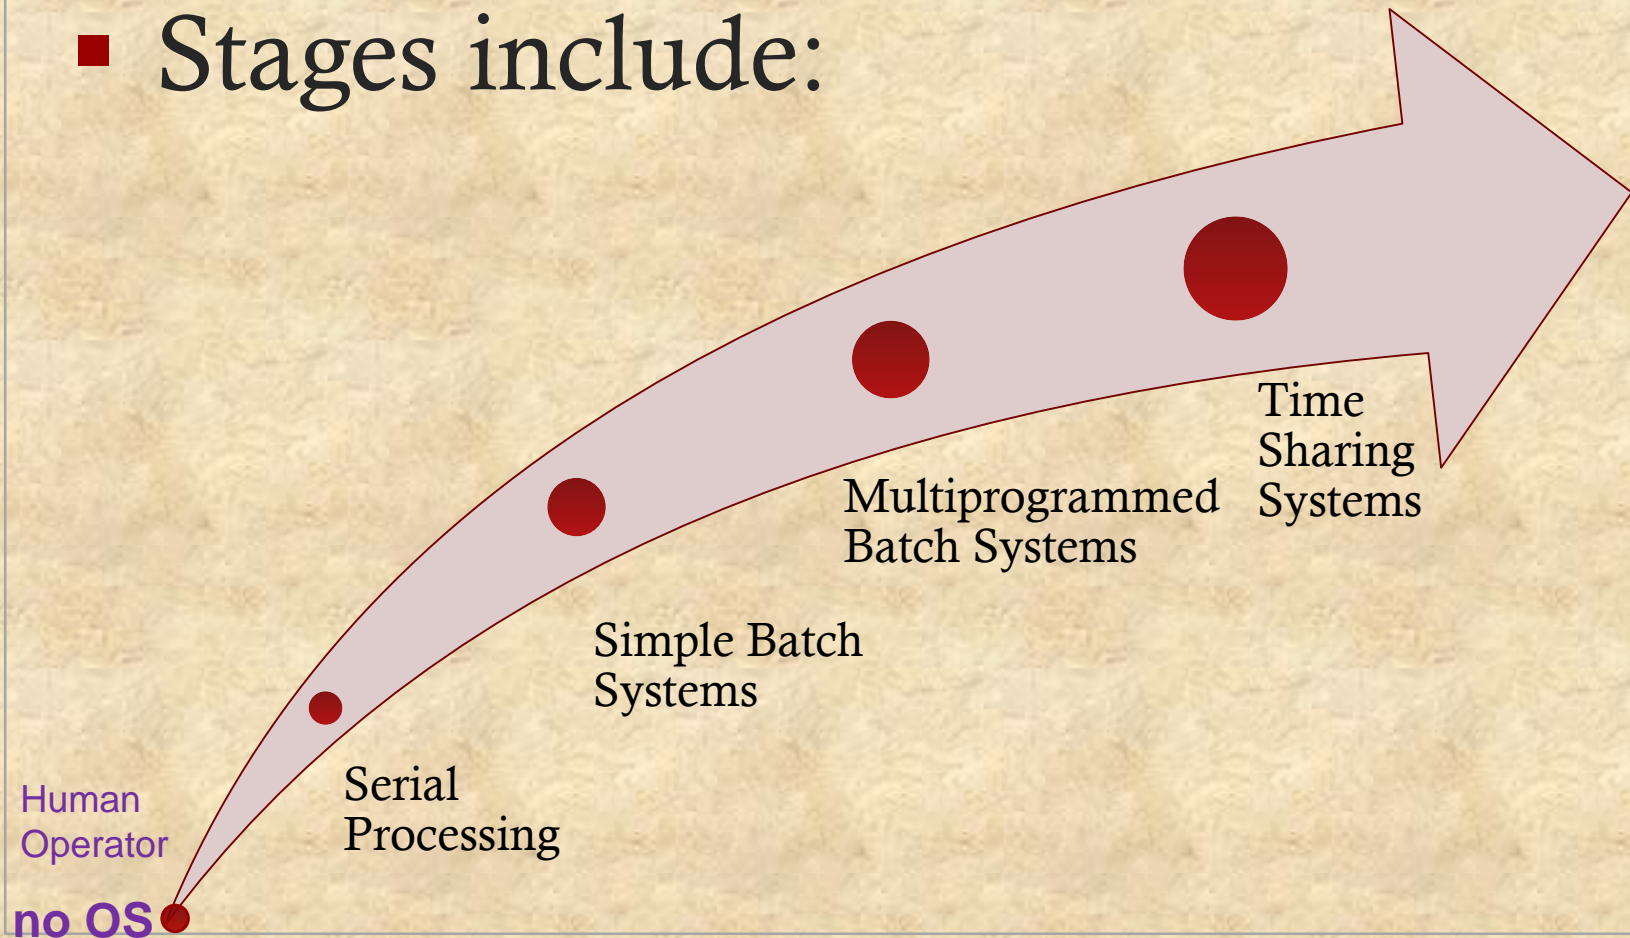 Stages include:
Time
Sharing
Systems
Multiprogrammed
Batch Systems
Simple Batch
Systems
Serial
Processing
Human
Operator
no OS